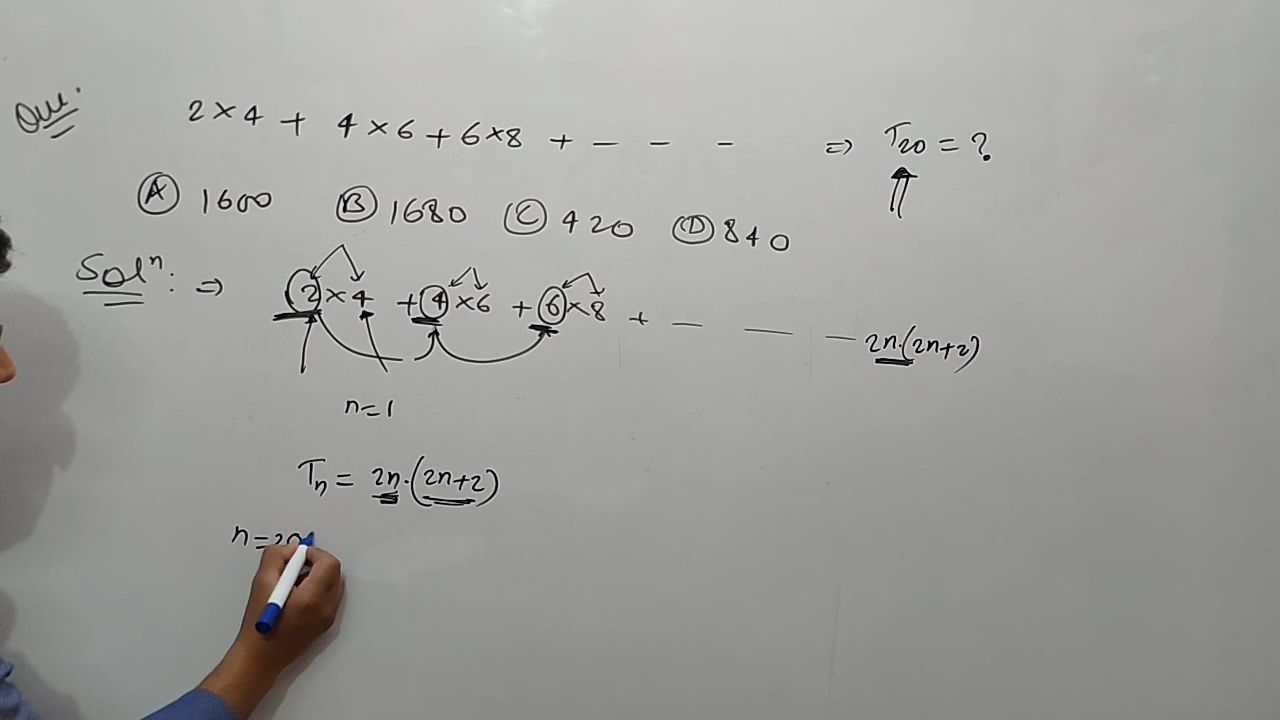 Que.
2×4 + 4×6 + 6×8 + - - - ⇒ T20 = ?
Ⓐ 1600 Ⓑ 1680 Ⓒ 420 Ⓓ 840
Solⁿ: ⇒ 2×4 + 4×6 + 6×8 + - - - 2n.(2n+2)
n=1
Tn = 2n.(2n+2)
n=20